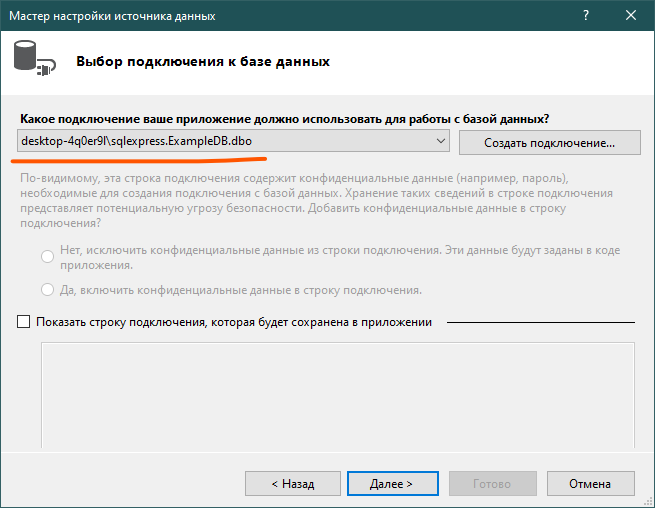 Мастер настройки источника данных
?
Выбор подключения к базе данных
Какое подключение ваше приложение должно использовать для работы с базой данных?
desktop-4q0er9l\sqlexpress.ExampleDB.dbo
Создать подключение...
По-видимому, эта строка подключения содержит конфиденциальные данные (например, пароль),
необходимые для создания подключения с базой данных. Хранение таких сведений в строке подключения
представляет потенциальную угрозу безопасности. Добавить конфиденциальные данные в строку
подключения?
Нет, исключить конфиденциальные данные из строки подключения. Эти данные будут заданы в коде
приложения.
Да, включить конфиденциальные данные в строку подключения.
Показать строку подключения, которая будет сохранена в приложении
< Назад
Далее >
Готово
Отмена